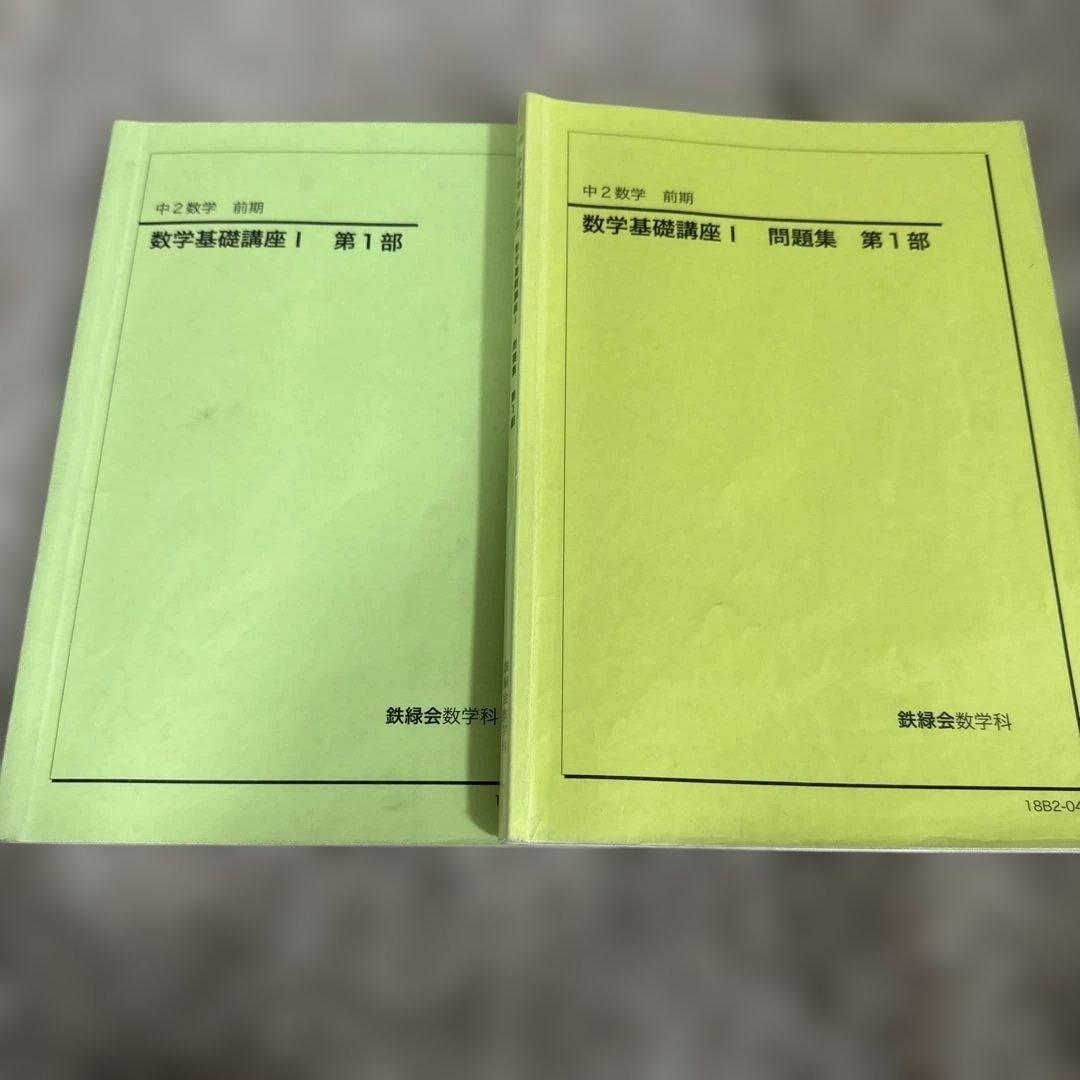 中2数学 前期
数学基礎講座Ⅰ 第1部
鉄緑会数学科
1
中2数学 前期
数学基礎講座Ⅰ 問題集 第1部
鉄緑会数学科
18B2-04